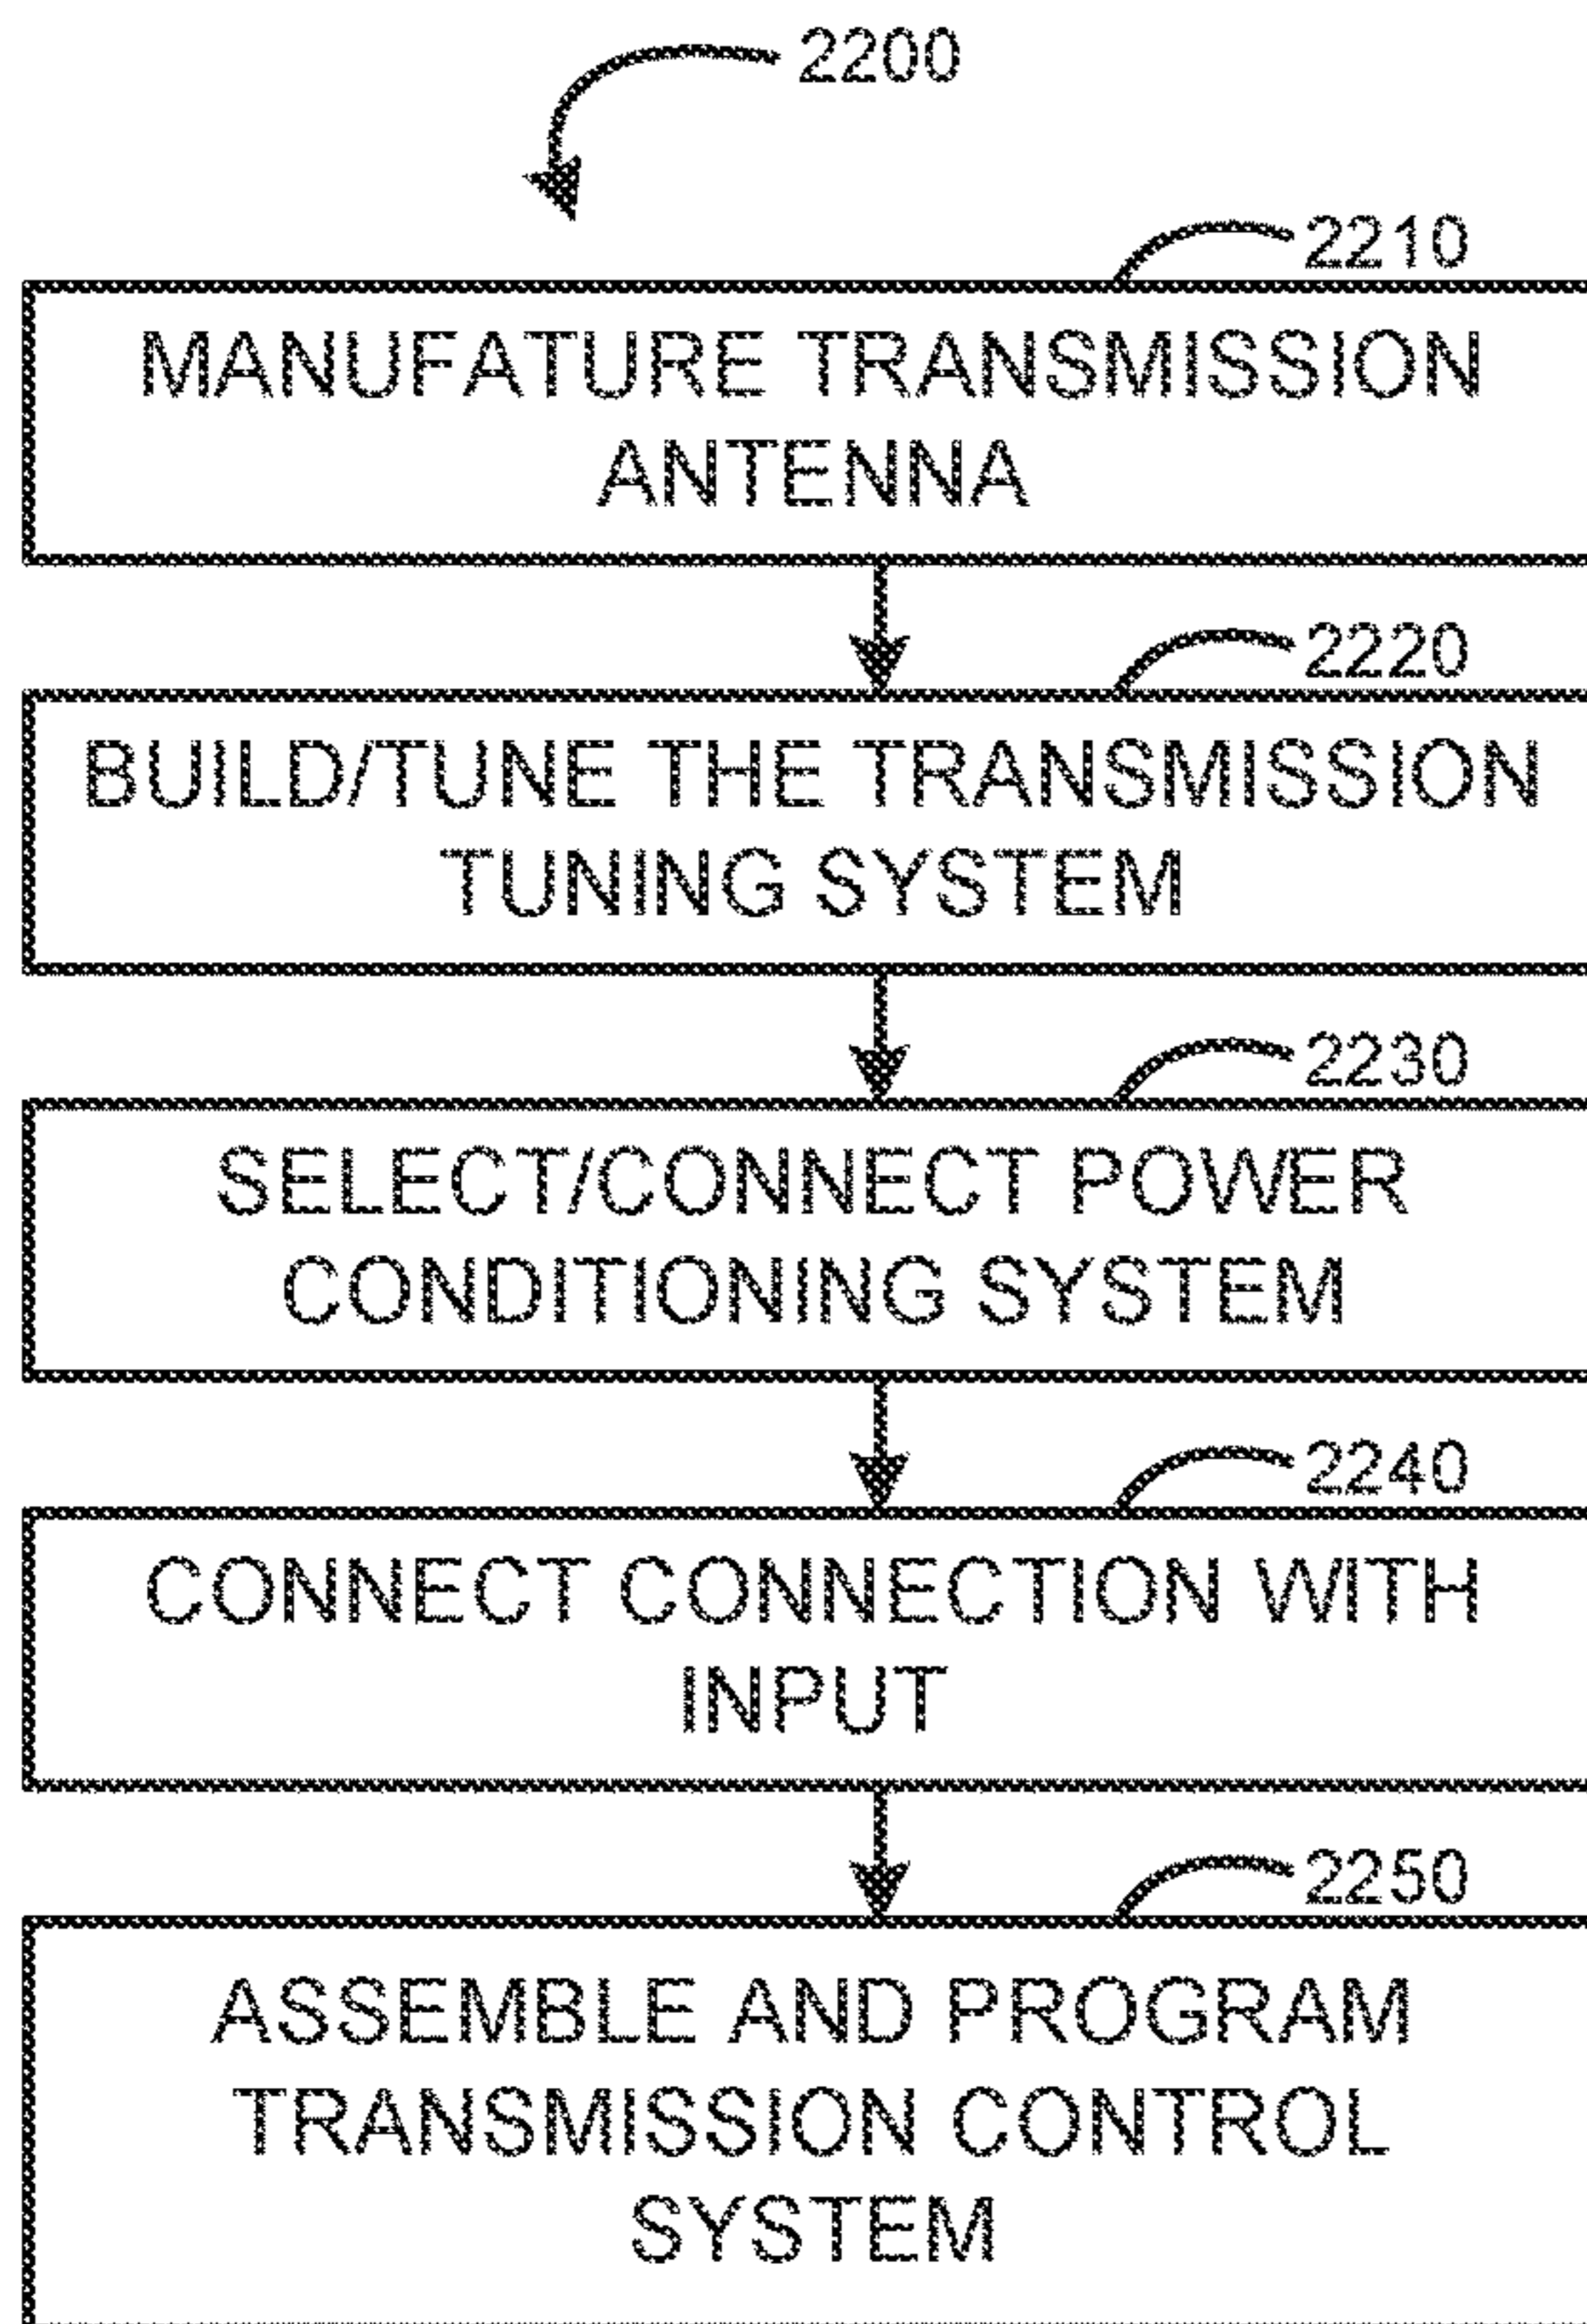 2200
2210
MANUFATURE TRANSMISSION
ANTENNA
2220
BUILD/TUNE THE TRANSMISSION
TUNING SYSTEM
2230
SELECT/CONNECT POWER
CONDITIONING SYSTEM
2240
CONNECT CONNECTION WITH
INPUT
2250
ASSEMBLE AND PROGRAM
TRANSMISSION CONTROL
SYSTEM